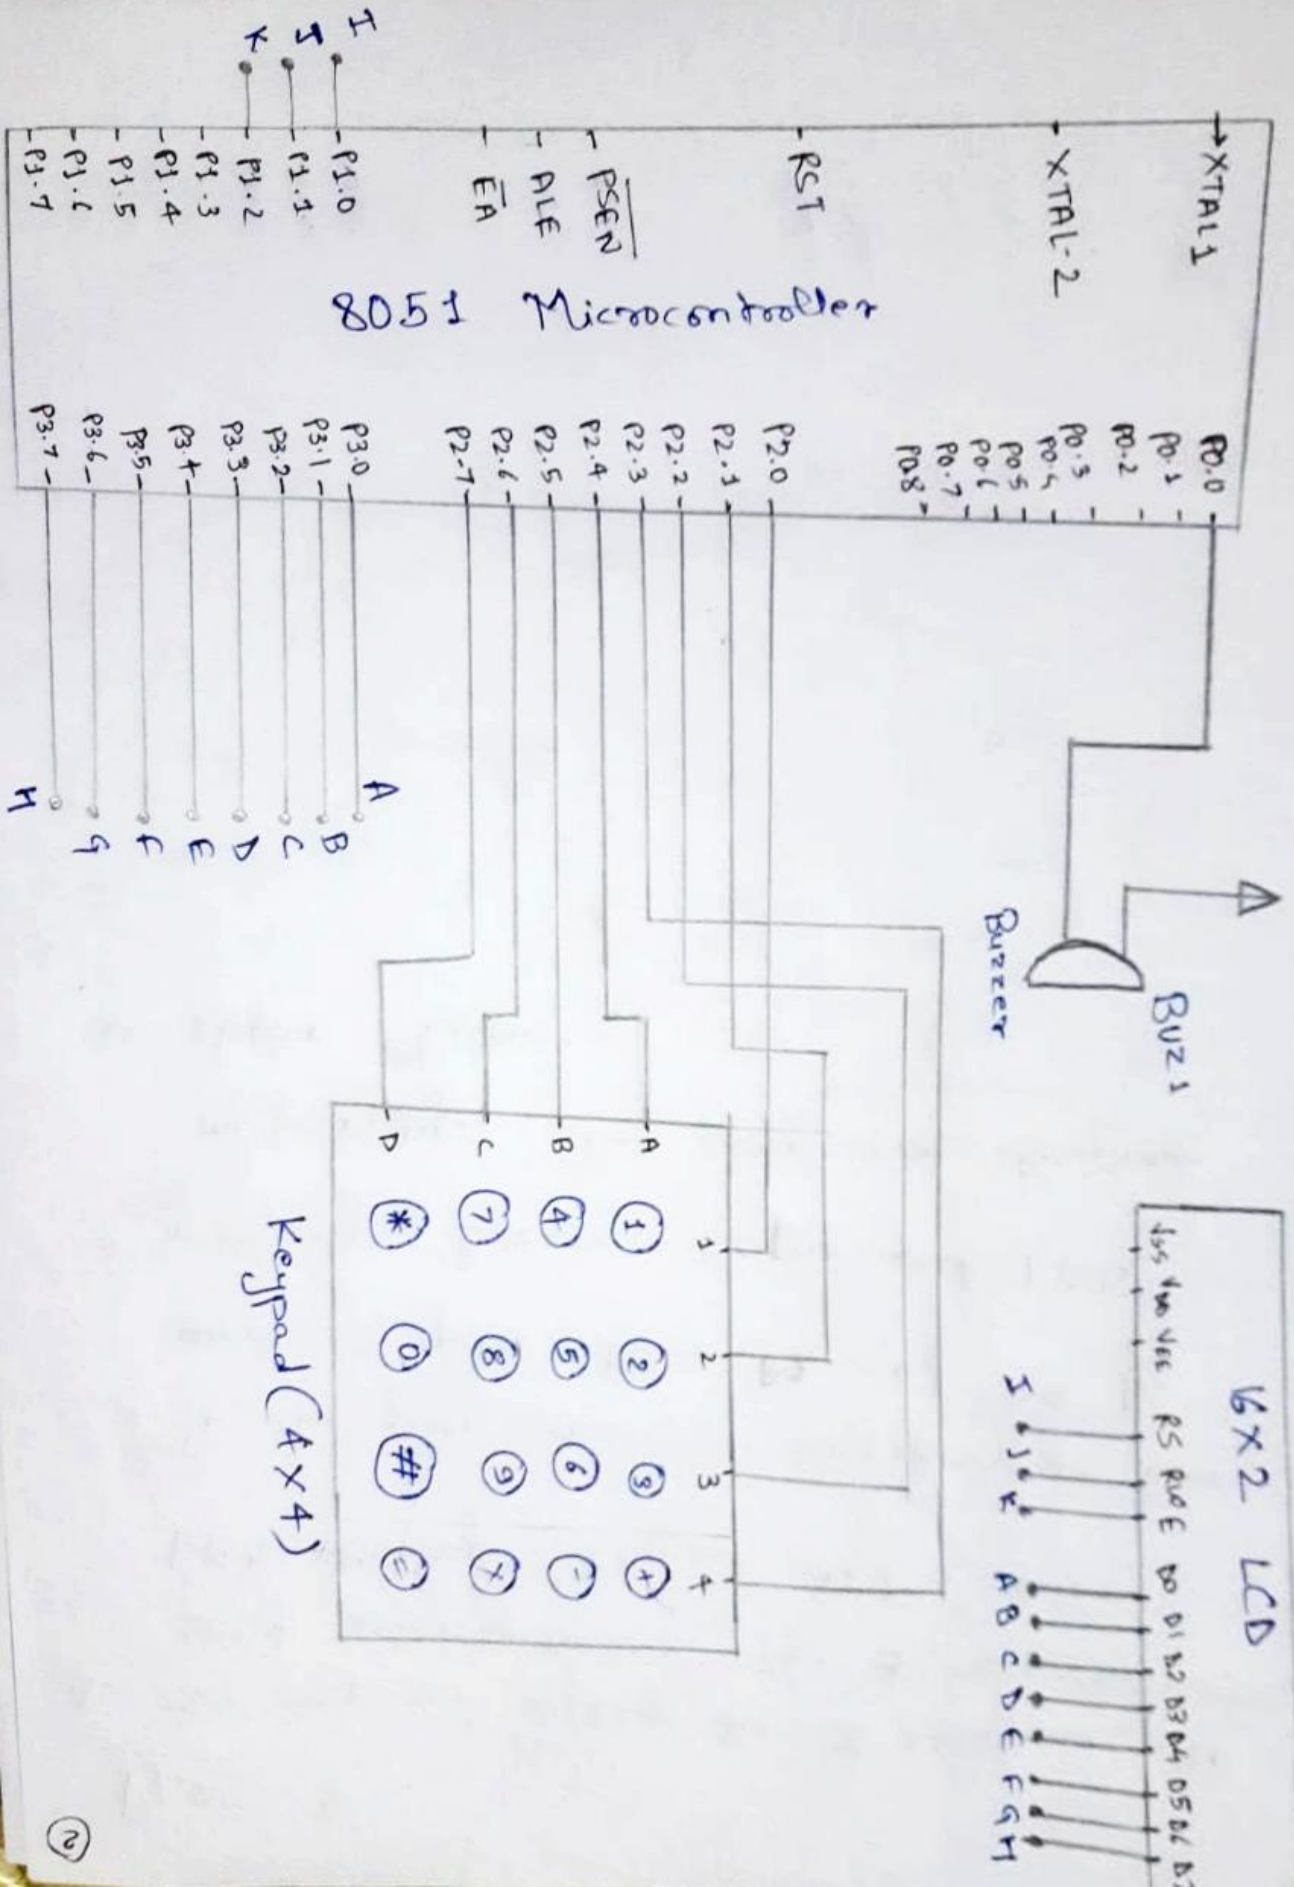 XTAL1
XTAL-2
RST
PSEN
ALE
EA
I
J
K
P1.0
P1.1
P1.2
P1.3
P1.4
P1.5
P1.6
P1.7
8051 Microcontroller
P0.0
P0.1
P0.2
P0.3
P0.4
P0.5
P0.6
P0.7
P0.8
P2.0
P2.1
P2.2
P2.3
P2.4
P2.5
P2.6
P2.7
P3.0
P3.1
P3.2
P3.3
P3.4
P3.5
P3.6
P3.7
A
B
C
D
E
F
G
H
BUZ1
Buzzer
16X2 LCD
VSS VDD VEE RS RW E D0 D1 D2 D3 D4 D5 D6 D7
I J K A B C D E F G H
1 2 3 4
A 1 2 3 +
B 4 5 6 -
C 7 8 9 ×
D * 0 # =
Keypad (4×4)
2